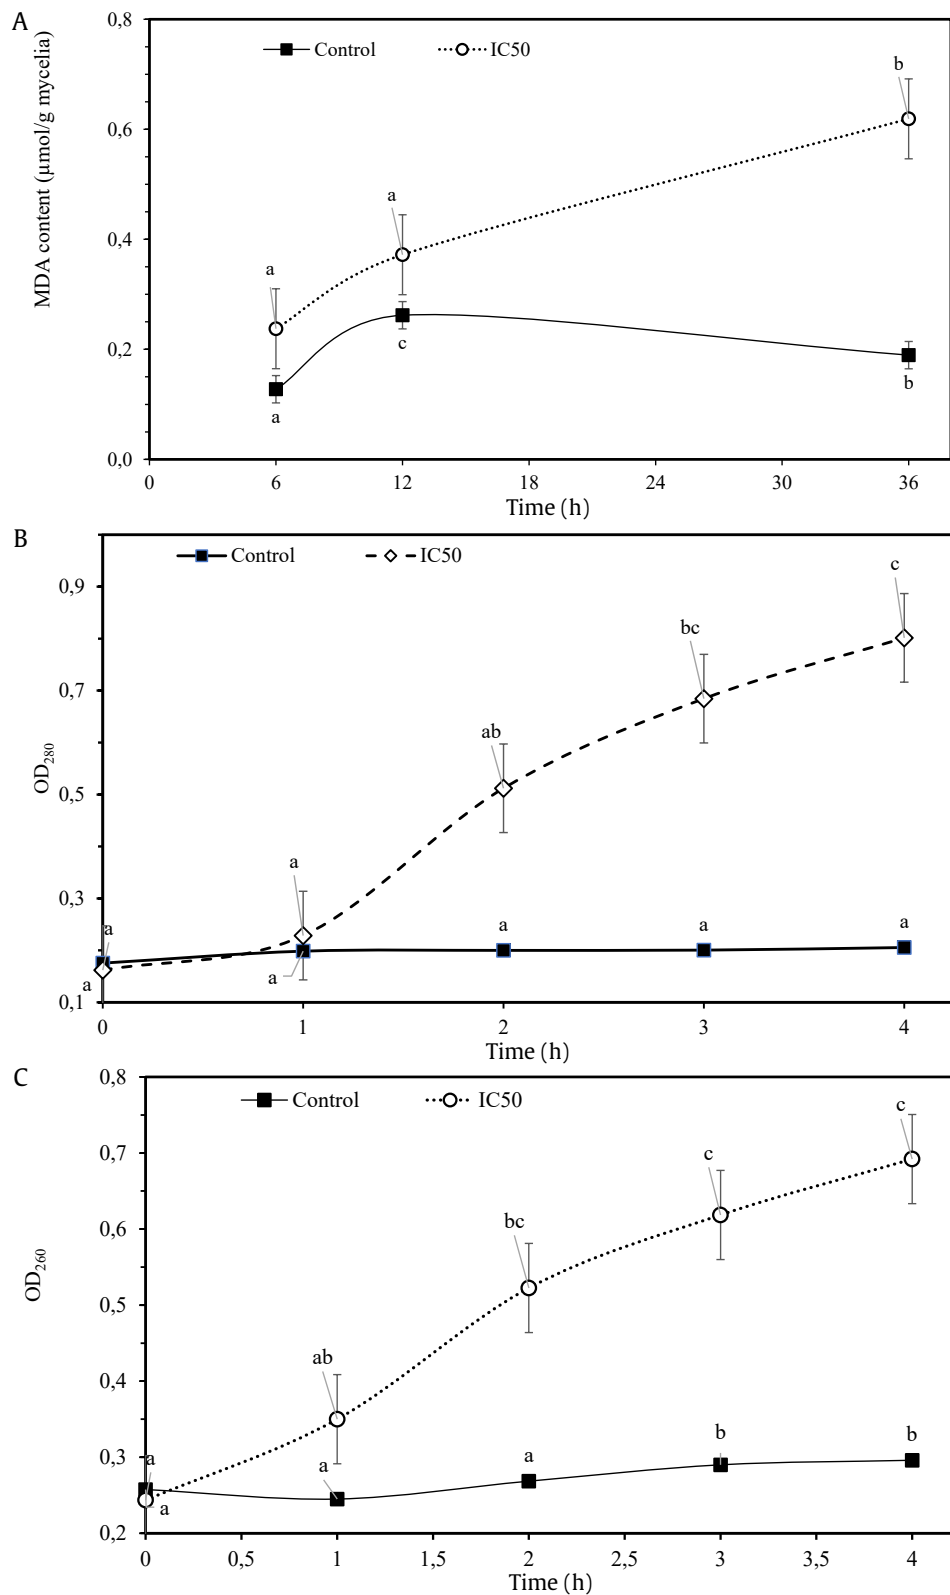 A
MDA content (μmol/g mycelia)
0,8
0,6
0,4
0,2
0,0
Control
IC50
a
a
b
a
c
b
0
6
12
18
24
30
36
Time (h)
B
OD280
0,9
0,7
0,5
0,3
0,1
Control
IC50
c
bc
ab
a
a
a
a
a
a
a
0
1
2
3
4
Time (h)
C
OD260
0,8
0,7
0,6
0,5
0,4
0,3
0,2
Control
IC50
c
c
bc
ab
a
a
a
b
b
a
0
0,5
1
1,5
2
2,5
3
3,5
4
Time (h)